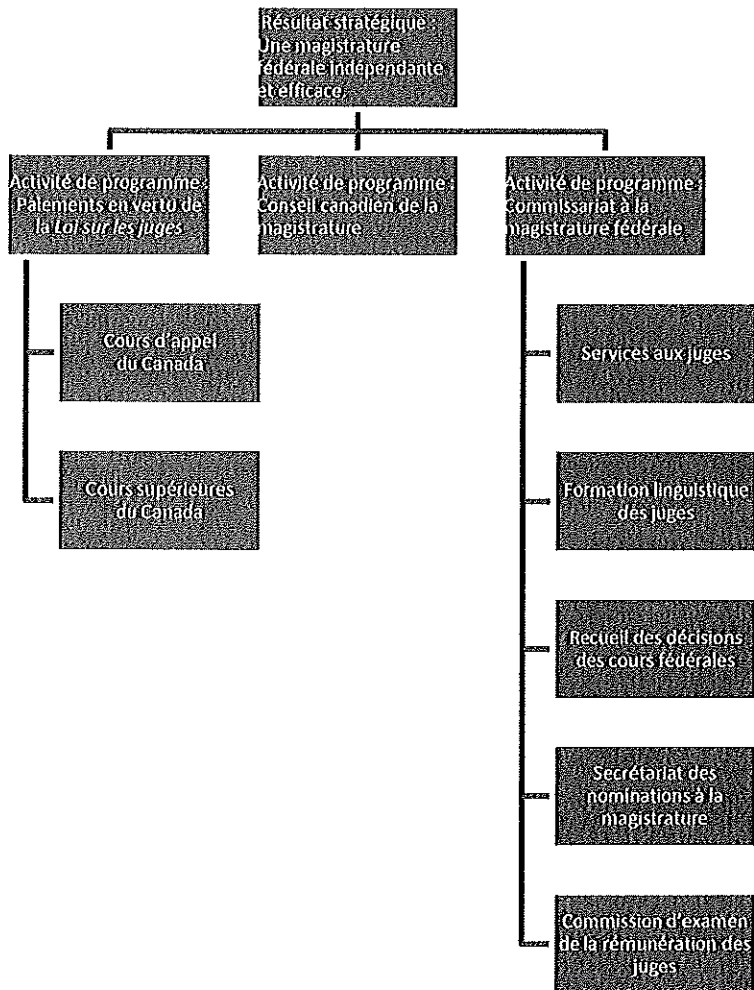 Résultat stratégique :
Une magistrature
fédérale indépendante
et efficace.
Activité de programme :
Paiements en vertu de
la Loi sur les juges
Activité de programme :
Conseil canadien de la
magistrature
Activité de programme :
Commissariat à la
magistrature fédérale
Cours d'appel
du Canada
Cours supérieures
du Canada
Services aux juges
Formation linguistique
des juges
Recueil des décisions
des cours fédérales
Secrétariat des
nominations à la
magistrature
Commission d'examen
de la rémunération des
juges